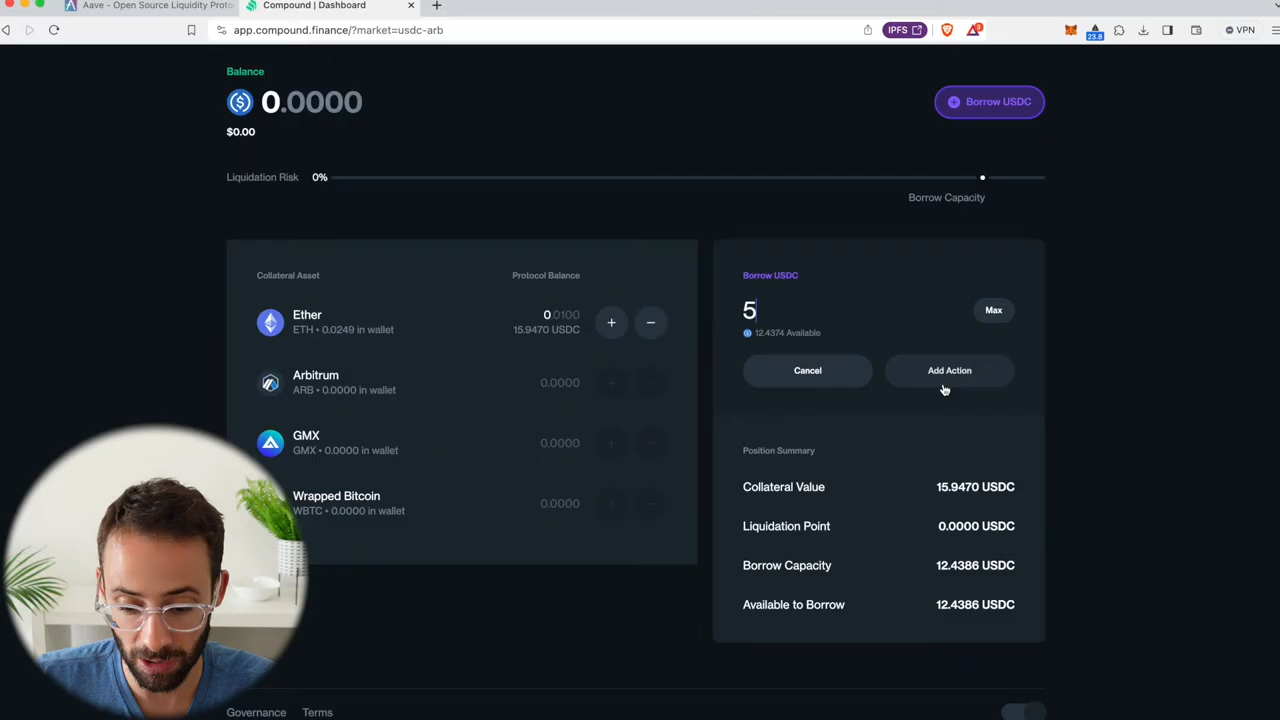 Aave - Open Source Liquidity Proto
Compound | Dashboard
app.compound.finance/?market=usdc-arb
IPFS
23.8
VPN
Balance
0.0000
$0.00
Borrow USDC
Liquidation Risk 0%
Borrow Capacity
Collateral Asset Protocol Balance
Ether 0.0100
ETH • 0.0249 in wallet 15.9470 USDC
Arbitrum 0.0000
ARB • 0.0000 in wallet
GMX 0.0000
GMX • 0.0000 in wallet
Wrapped Bitcoin 0.0000
WBTC • 0.0000 in wallet
Borrow USDC
5
Max
12.4374 Available
Cancel Add Action
Position Summary
Collateral Value 15.9470 USDC
Liquidation Point 0.0000 USDC
Borrow Capacity 12.4386 USDC
Available to Borrow 12.4386 USDC
Governance Terms